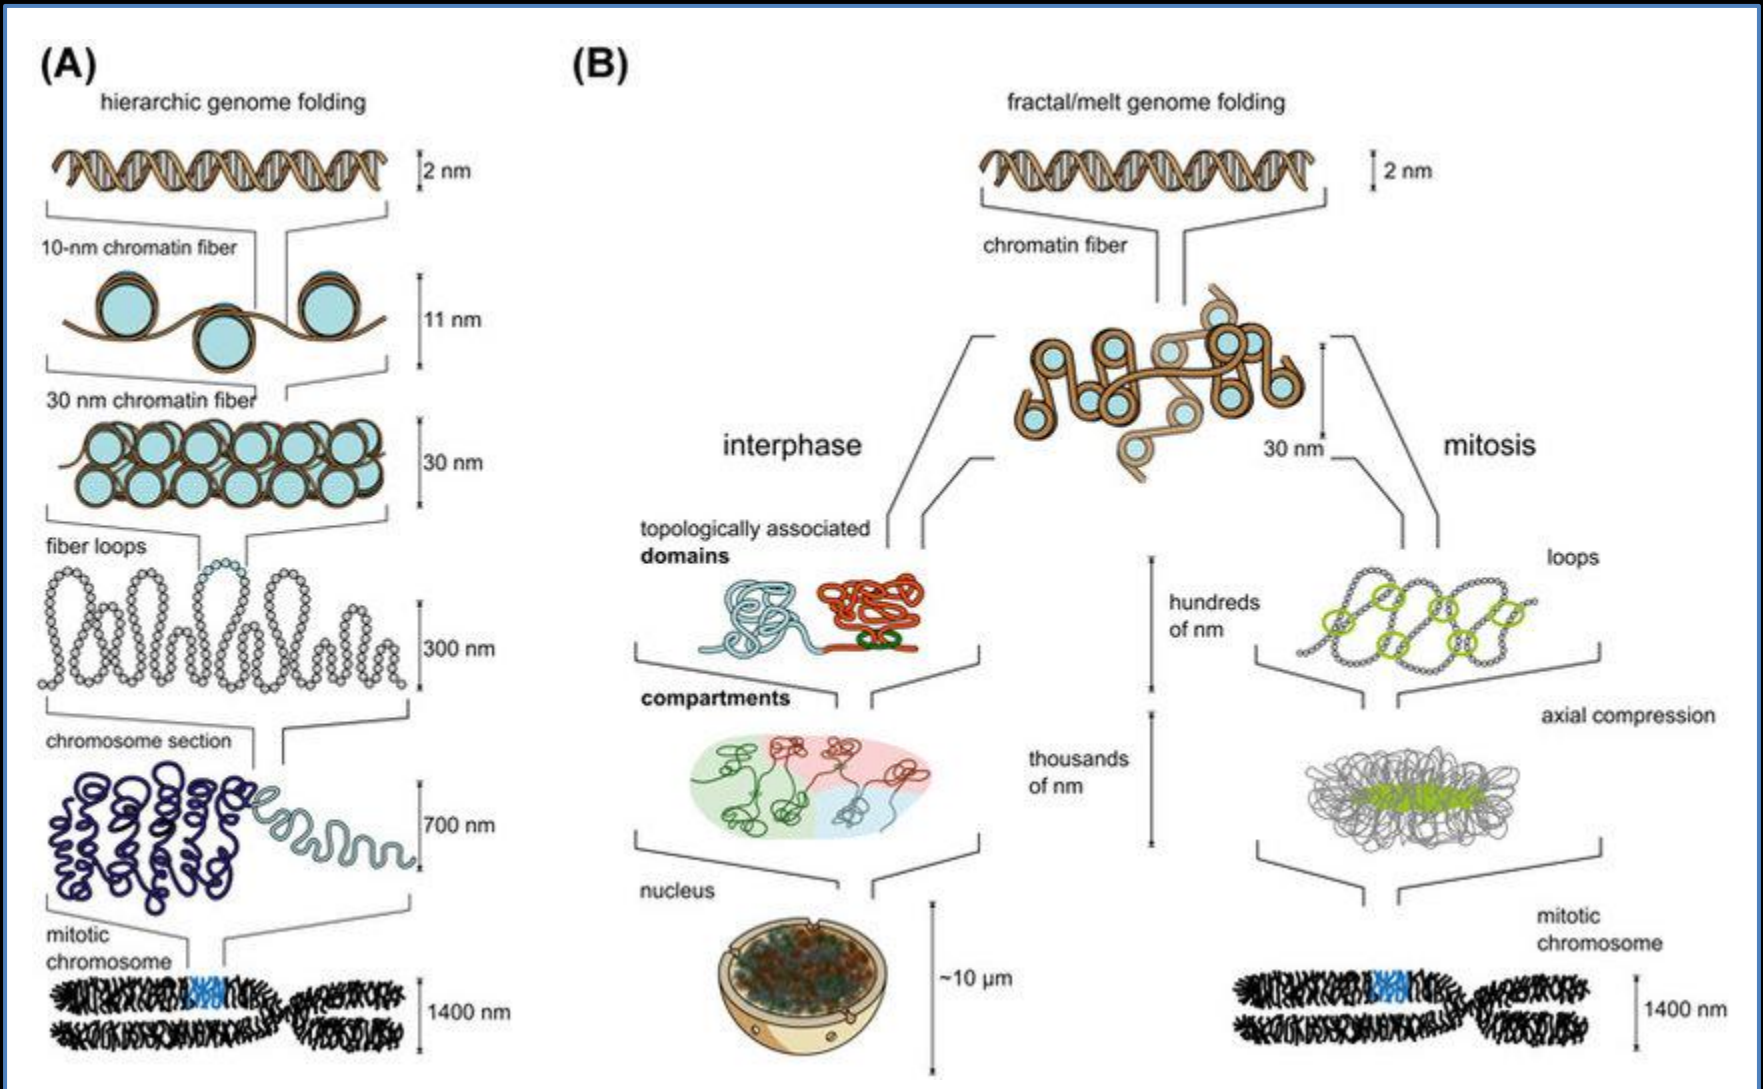 (A)
hierarchic genome folding
2 nm
10-nm chromatin fiber
11 nm
30 nm chromatin fiber
30 nm
fiber loops
300 nm
chromosome section
700 nm
mitotic
chromosome
1400 nm
(B)
fractal/melt genome folding
2 nm
chromatin fiber
30 nm
interphase
mitosis
topologically associated
domains
hundreds
of nm
loops
compartments
thousands
of nm
axial compression
nucleus
~10 µm
mitotic
chromosome
1400 nm